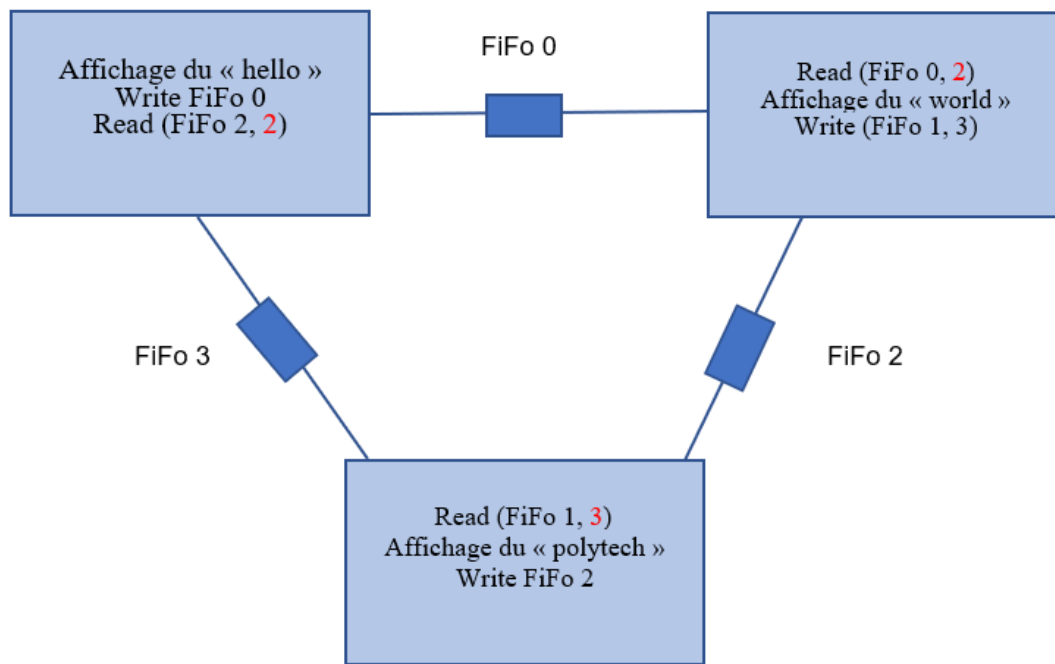 FiFo 0
Affichage du « hello »
Write FiFo 0
Read (FiFo 2, 2)
Read (FiFo 0, 2)
Affichage du « world »
Write (FiFo 1, 3)
FiFo 3
FiFo 2
Read (FiFo 1, 3)
Affichage du « polytech »
Write FiFo 2